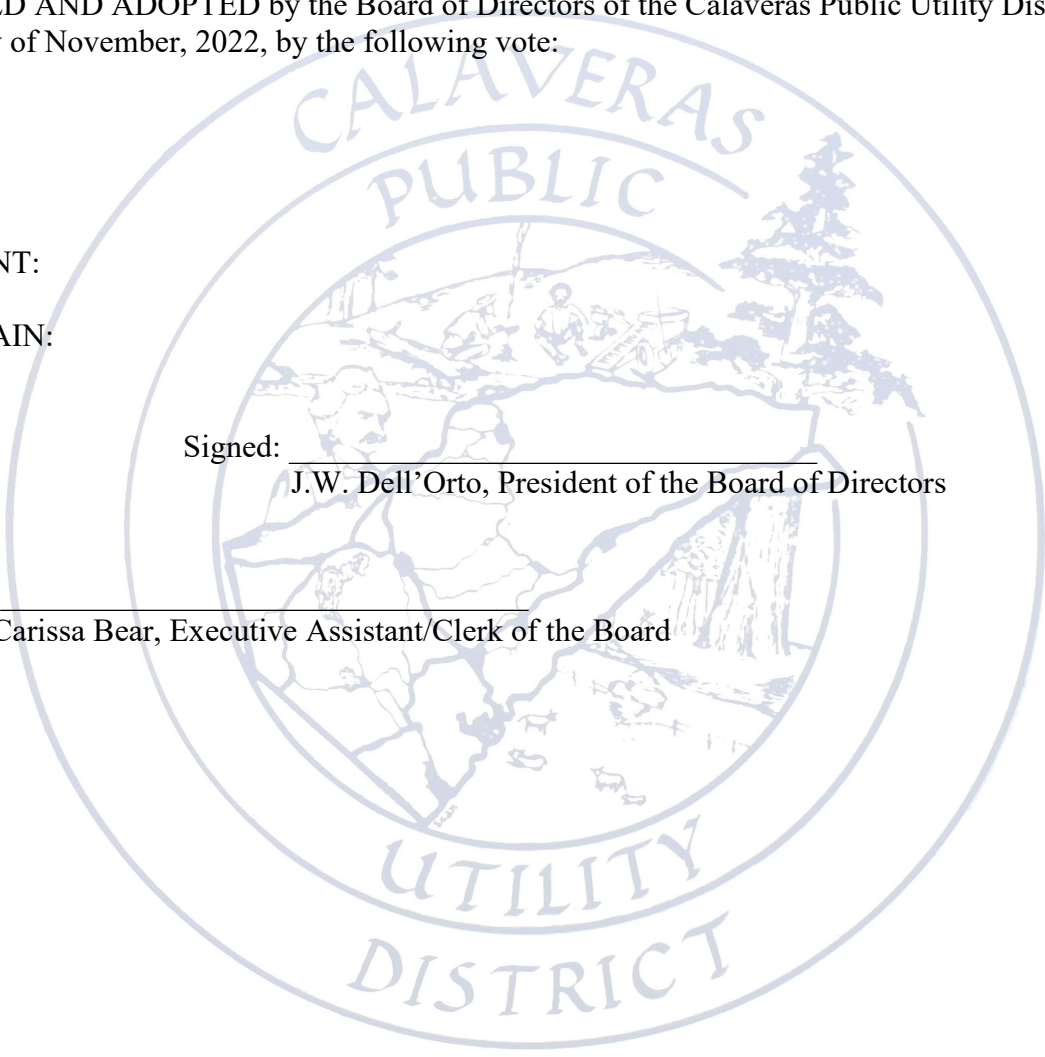 ED AND ADOPTED by the Board of Directors of the Calaveras Public Utility Dis
y of November, 2022, by the following vote:
CALAVERAS
PUBLIC
NT:
AIN:
Signed: ___________________________________
J.W. Dell’Orto, President of the Board of Directors
___________________________________
Carissa Bear, Executive Assistant/Clerk of the Board
UTILITY
DISTRICT